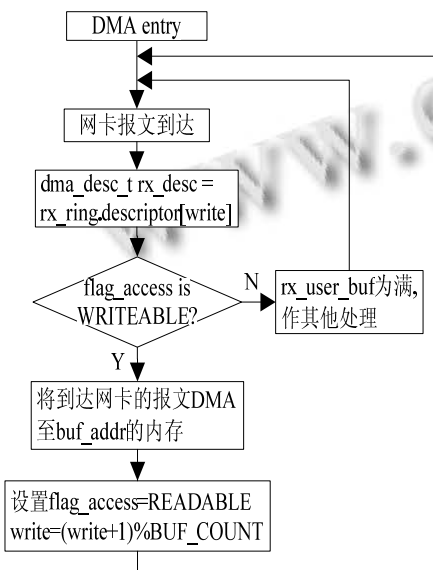 DMA entry
网卡报文到达
dma_desc_t rx_desc =
rx_ring.descriptor[write]
flag_access is
WRITEABLE?
N
rx_user_buf为满,
作其他处理
Y
将到达网卡的报文DMA
至buf_addr的内存
设置flag_access=READABLE
write=(write+1)%BUF_COUNT
www.